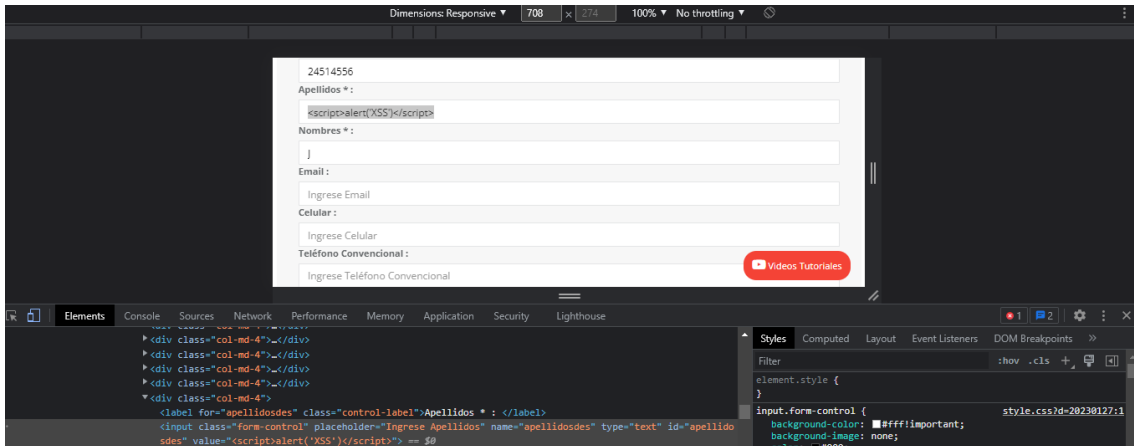 Dimensions: Responsive ▼ 708 × 274 100% ▼ No throttling ▼
24514556
Apellidos * :
<script>alert('XSS')</script>
Nombres * :
J
Email :
Ingrese Email
Celular :
Ingrese Celular
Teléfono Convencional :
Ingrese Teléfono Convencional
Videos Tutoriales
Elements Console Sources Network Performance Memory Application Security Lighthouse 1 2
▶<div class="col-md-4">…</div>
▶<div class="col-md-4">…</div>
▶<div class="col-md-4">…</div>
▼<div class="col-md-4">
<label for="apellidosdes" class="control-label">Apellidos * : </label>
<input class="form-control" placeholder="Ingrese Apellidos" name="apellidosdes" type="text" id="apellido
sdes" value="<script>alert('XSS')</script>"> == $0
Styles Computed Layout Event Listeners DOM Breakpoints »
Filter :hov .cls +
element.style {
}
input.form-control { style.css?d=20230127:1
background-color: #fff!important;
background-image: none;